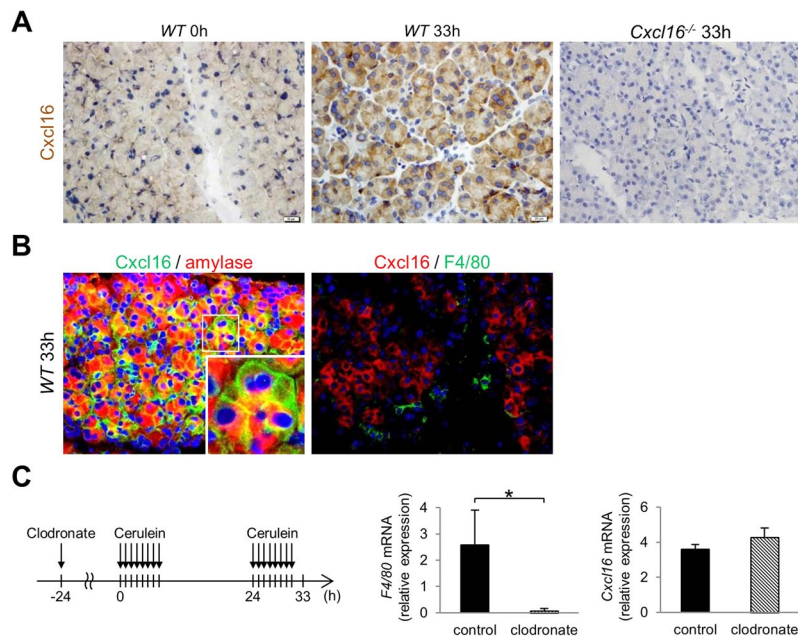 A
WT 0h
WT 33h
Cxcl16-/- 33h
Cxcl16
B
Cxcl16 / amylase
Cxcl16 / F4/80
WT 33h
C
Clodronate
Cerulein
Cerulein
-24
0
24
33
(h)
F4/80 mRNA
(relative expression)
4
3
2
1
0
*
control
clodronate
Cxcl16 mRNA
(relative expression)
6
4
2
0
control
clodronate